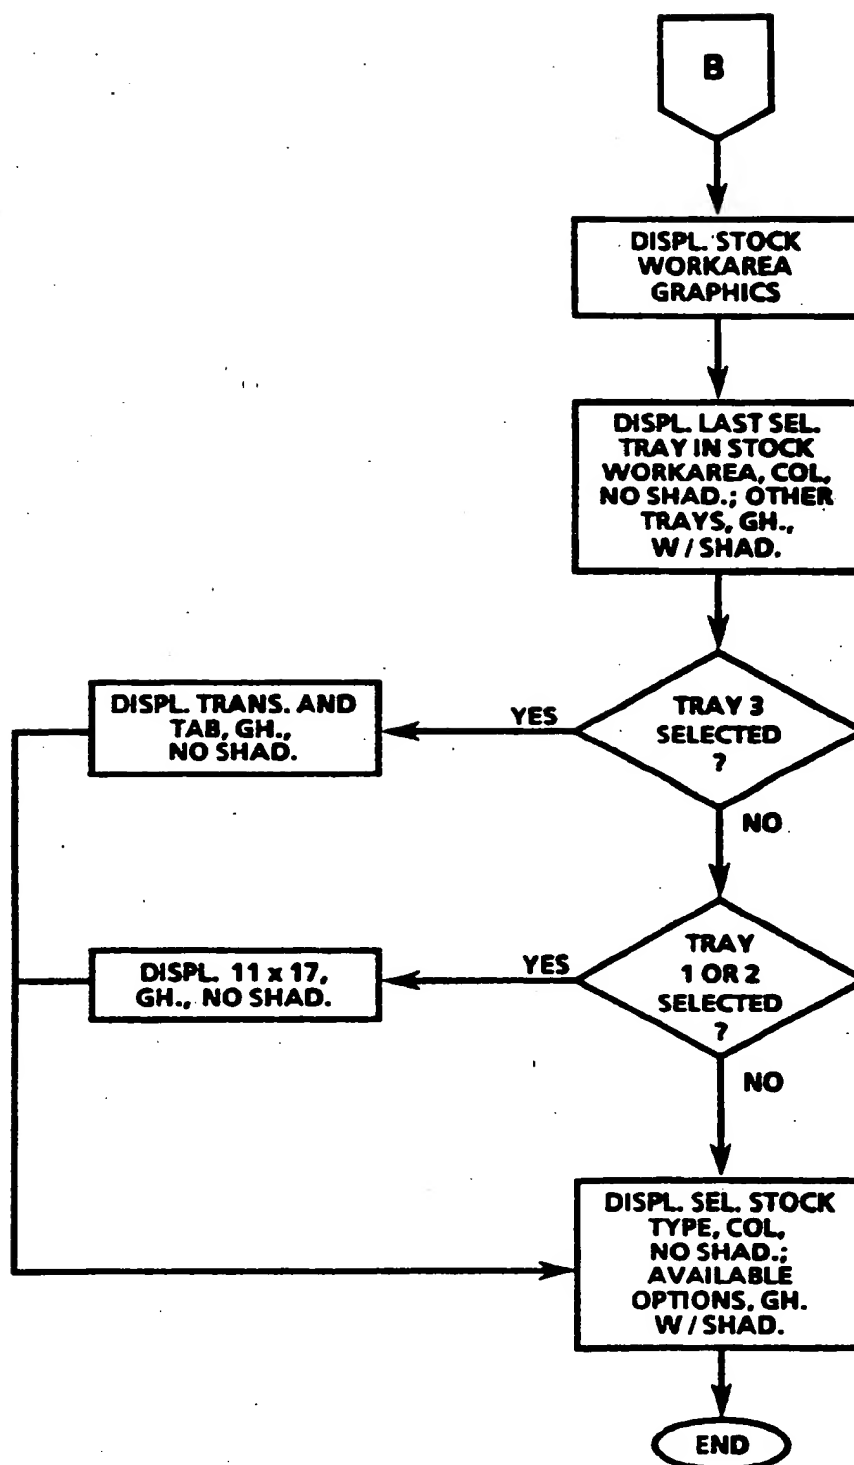 B
DISPL. STOCK
WORKAREA
GRAPHICS
DISPL. LAST SEL.
TRAY IN STOCK
WORKAREA, COL,
NO SHAD.; OTHER
TRAYS, GH.,
W / SHAD.
TRAY 3
SELECTED
?
YES
NO
DISPL. TRANS. AND
TAB, GH.,
NO SHAD.
TRAY
1 OR 2
SELECTED
?
YES
NO
DISPL. 11 x 17,
GH., NO SHAD.
DISPL. SEL. STOCK
TYPE, COL,
NO SHAD.;
AVAILABLE
OPTIONS, GH.
W / SHAD.
END